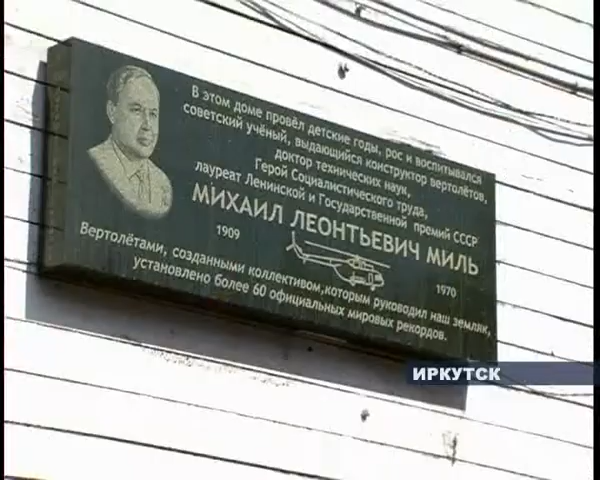 В этом доме провёл детские годы, рос и воспитывался
советский учёный, выдающийся конструктор вертолётов,
доктор технических наук,
Герой Социалистического труда,
лауреат Ленинской и Государственной премий СССР
МИХАИЛ ЛЕОНТЬЕВИЧ МИЛЬ
1909
1970
Вертолётами, созданными коллективом,которым руководил наш земляк,
установлено более 60 официальных мировых рекордов.
ИРКУТСК